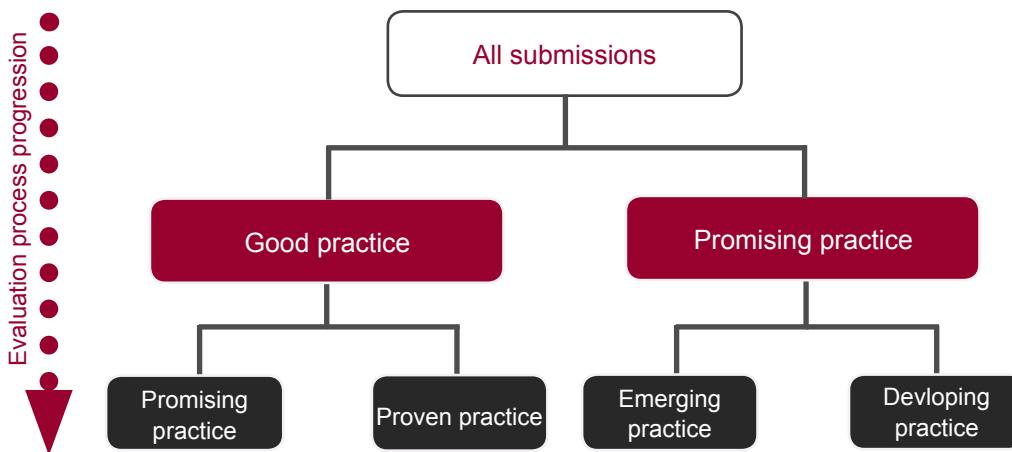 Evaluation process progression
All submissions
Good practice
Promising practice
Promising
practice
Proven practice
Emerging
practice
Devloping
practice